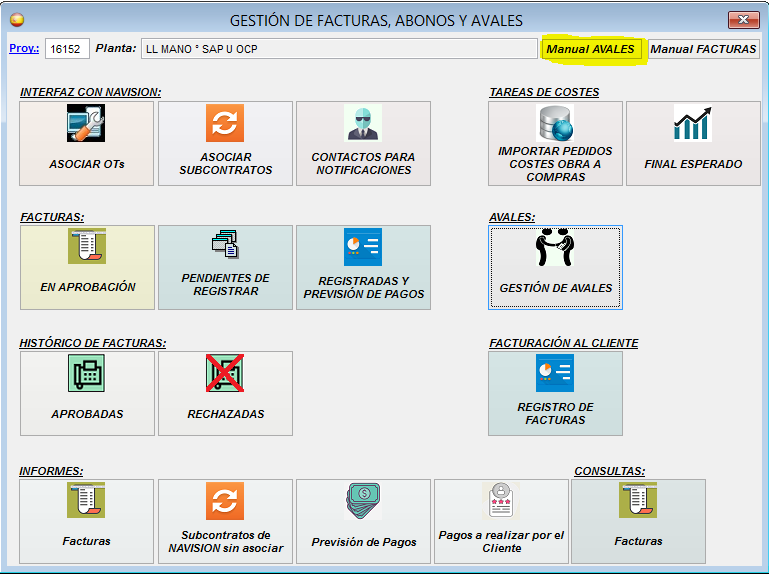 GESTIÓN DE FACTURAS, ABONOS Y AVALES
Proy.: 16152 Planta: LL MANO ° SAP U OCP Manual AVALES Manual FACTURAS
INTERFAZ CON NAVISION:
ASOCIAR OTs
ASOCIAR
SUBCONTRATOS
CONTACTOS PARA
NOTIFICACIONES
TAREAS DE COSTES
IMPORTAR PEDIDOS
COSTES OBRA A
COMPRAS
FINAL ESPERADO
FACTURAS:
EN APROBACIÓN
PENDIENTES DE
REGISTRAR
REGISTRADAS Y
PREVISIÓN DE PAGOS
AVALES:
GESTIÓN DE AVALES
HISTÓRICO DE FACTURAS:
APROBADAS
RECHAZADAS
FACTURACIÓN AL CLIENTE
REGISTRO DE
FACTURAS
INFORMES:
Facturas
Subcontratos de
NAVISION sin asociar
Previsión de Pagos
Pagos a realizar por el
Cliente
CONSULTAS:
Facturas